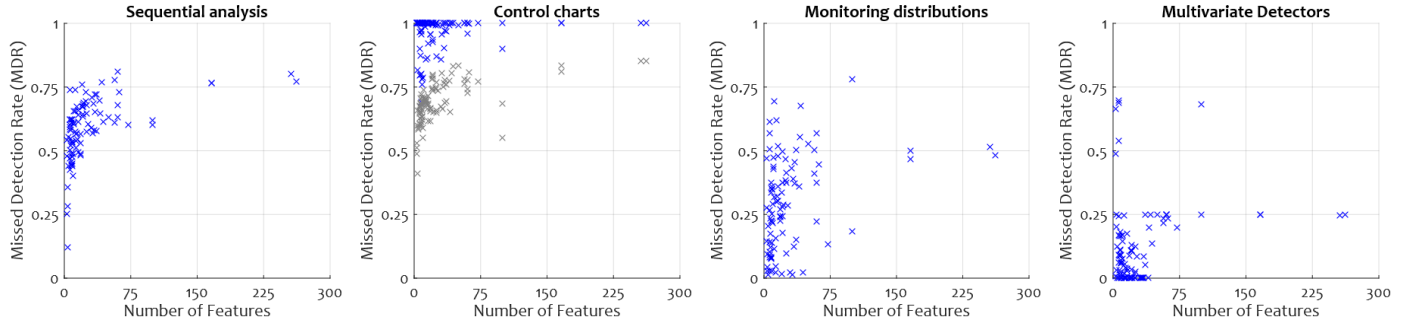 Sequential analysis
Missed Detection Rate (MDR)
1
0.75
0.5
0.25
0
0 75 150 225 300
Number of Features
Control charts
Missed Detection Rate (MDR)
1
0.75
0.5
0.25
0
0 75 150 225 300
Number of Features
Monitoring distributions
Missed Detection Rate (MDR)
1
0.75
0.5
0.25
0
0 75 150 225 300
Number of Features
Multivariate Detectors
Missed Detection Rate (MDR)
1
0.75
0.5
0.25
0
0 75 150 225 300
Number of Features